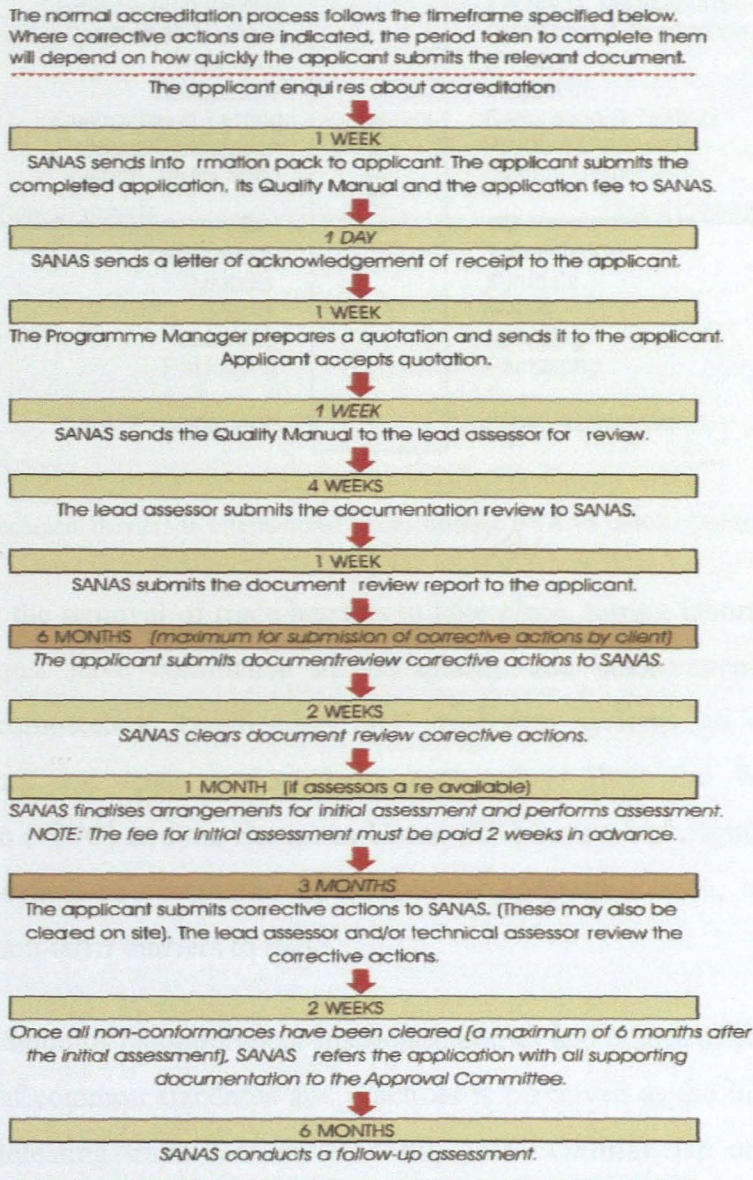 The normal accreditation process follows the timeframe specified below.
Where corrective actions are indicated, the period taken to complete them
will depend on how quickly the applicant submits the relevant document.
The applicant enquires about accreditation
1 WEEK
SANAS sends into rmation pack to applicant. The applicant submits the
completed application, its Quality Manual and the application fee to SANAS.
1 DAY
SANAS sends a letter of acknowledgement of receipt to the applicant.
1 WEEK
The Programme Manager prepares a quotation and sends it to the applicant.
Applicant accepts quotation.
1 WEEK
SANAS sends the Quality Manual to the lead assessor for review.
4 WEEKS
The lead assessor submits the documentation review to SANAS.
1 WEEK
SANAS submits the document review report to the applicant.
6 MONTHS (maximum for submission of corrective actions by client)
The applicant submits documentreview corrective actions to SANAS.
2 WEEKS
SANAS clears document review corrective actions.
1 MONTH (if assessors a re available)
SANAS finalises arrangements for initial assessment and performs assessment.
NOTE: The fee for initial assessment must be paid 2 weeks in advance.
3 MONTHS
The applicant submits corrective actions to SANAS. (These may also be
cleared on site). The lead assessor and/or technical assessor review the
corrective actions.
2 WEEKS
Once all non-conformances have been cleared (a maximum of 6 months after
the initial assessment), SANAS refers the application with all supporting
documentation to the Approval Committee.
6 MONTHS
SANAS conducts a follow-up assessment.